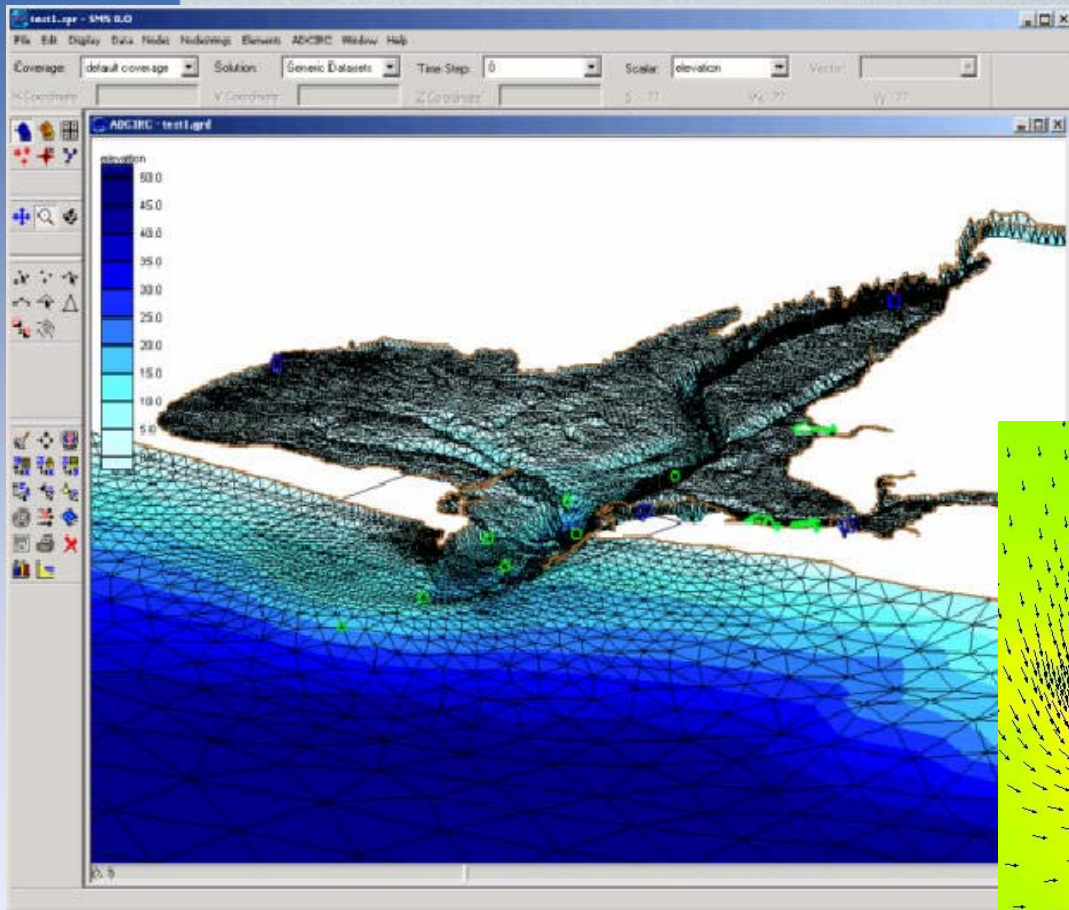 test1.spr - SMS 8.0
File Edit Display Data Nodes Nodestrings Elements ADCIRC Window Help
Coverage: default coverage Solution: Generic Datasets Time Step: 0 Scalar: elevation Vector:
X Coordinate: Y Coordinate: Z Coordinate: S : ?? Vx: ?? Vy: ??
ADCIRC - test1.grd
elevation
50.0
45.0
40.0
35.0
30.0
25.0
20.0
15.0
10.0
5.0